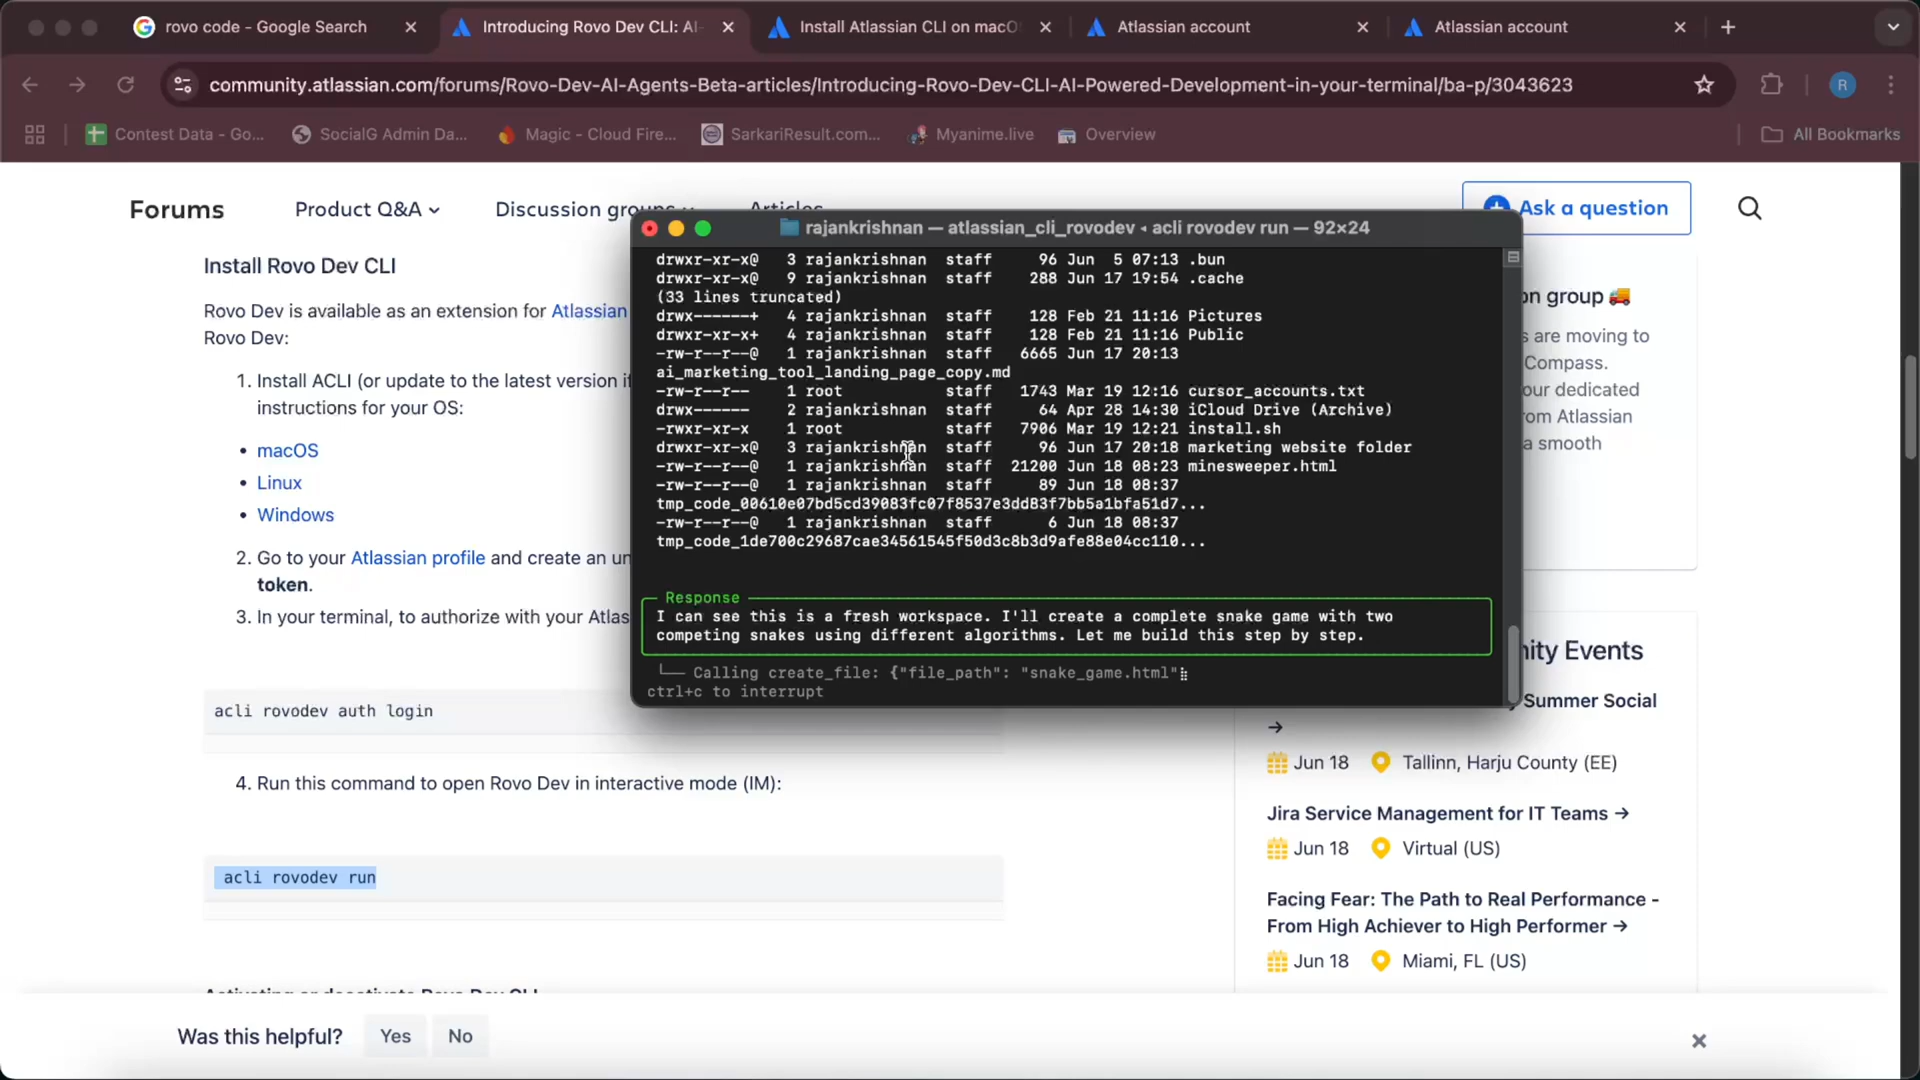 rovo code - Google Search
Introducing Rovo Dev CLI: AI-
Install Atlassian CLI on macO
Atlassian account
Atlassian account
community.atlassian.com/forums/Rovo-Dev-AI-Agents-Beta-articles/Introducing-Rovo-Dev-CLI-AI-Powered-Development-in-your-terminal/ba-p/3043623
R
Contest Data - Go...
SocialG Admin Da...
Magic - Cloud Fire...
SarkariResult.com...
Myanime.live
Overview
All Bookmarks
Forums
Product Q&A
Discussion groups
Articles
Ask a question
Install Rovo Dev CLI
Rovo Dev is available as an extension for Atlassian
Rovo Dev:
1. Install ACLI (or update to the latest version if
instructions for your OS:
• macOS
• Linux
• Windows
2. Go to your Atlassian profile and create an un
token.
3. In your terminal, to authorize with your Atlas
acli rovodev auth login
4. Run this command to open Rovo Dev in interactive mode (IM):
acli rovodev run
rajankrishnan — atlassian_cli_rovodev ◂ acli rovodev run — 92×24
drwxr-xr-x@   3 rajankrishnan  staff     96 Jun  5 07:13 .bun
drwxr-xr-x@   9 rajankrishnan  staff    288 Jun 17 19:54 .cache
(33 lines truncated)
drwx------+   4 rajankrishnan  staff    128 Feb 21 11:16 Pictures
drwxr-xr-x+   4 rajankrishnan  staff    128 Feb 21 11:16 Public
-rw-r--r--@   1 rajankrishnan  staff   6665 Jun 17 20:13
ai_marketing_tool_landing_page_copy.md
-rw-r--r--    1 root           staff   1743 Mar 19 12:16 cursor_accounts.txt
drwx------    2 rajankrishnan  staff     64 Apr 28 14:30 iCloud Drive (Archive)
-rwxr-xr-x    1 root           staff   7906 Mar 19 12:21 install.sh
drwxr-xr-x@   3 rajankrishnan  staff     96 Jun 17 20:18 marketing website folder
-rw-r--r--@   1 rajankrishnan  staff  21200 Jun 18 08:23 minesweeper.html
-rw-r--r--@   1 rajankrishnan  staff     89 Jun 18 08:37
tmp_code_00610e07bd5cd39083fc07f8537e3dd83f7bb5a1bfa51d7...
-rw-r--r--@   1 rajankrishnan  staff      6 Jun 18 08:37
tmp_code_1de700c29687cae34561545f50d3c8b3d9afe88e04cc110...
Response
I can see this is a fresh workspace. I'll create a complete snake game with two
competing snakes using different algorithms. Let me build this step by step.
└── Calling create_file: {"file_path": "snake_game.html"
ctrl+c to interrupt
on group
s are moving to
Compass.
our dedicated
om Atlassian
a smooth
nity Events
Summer Social
→
Jun 18 Tallinn, Harju County (EE)
Jira Service Management for IT Teams →
Jun 18 Virtual (US)
Facing Fear: The Path to Real Performance -
From High Achiever to High Performer →
Jun 18 Miami, FL (US)
Was this helpful?
Yes
No